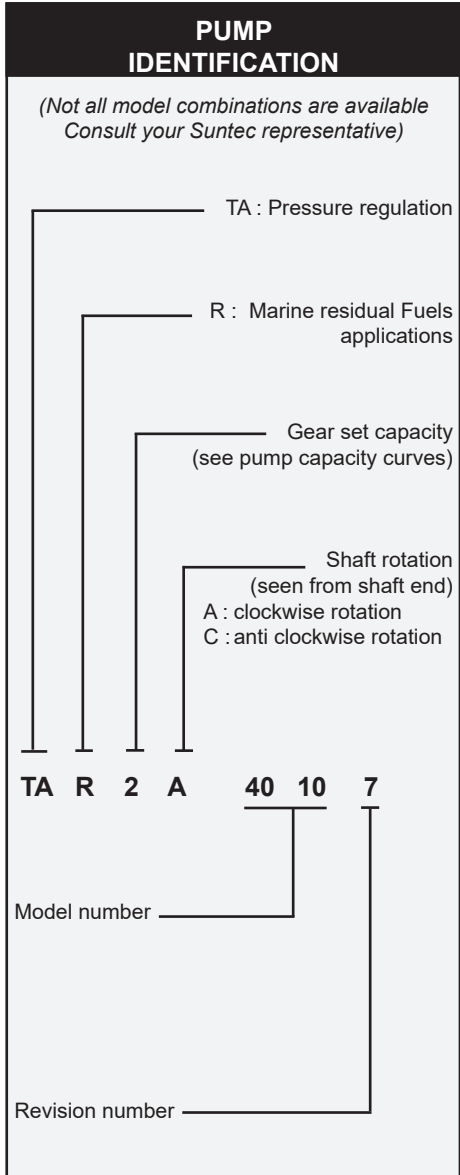 PUMP
IDENTIFICATION
(Not all model combinations are available
Consult your Suntec representative)
TA : Pressure regulation
R : Marine residual Fuels
applications
Gear set capacity
(see pump capacity curves)
Shaft rotation
(seen from shaft end)
A : clockwise rotation
C : anti clockwise rotation
TA R 2 A 40 10 7
Model number
Revision number